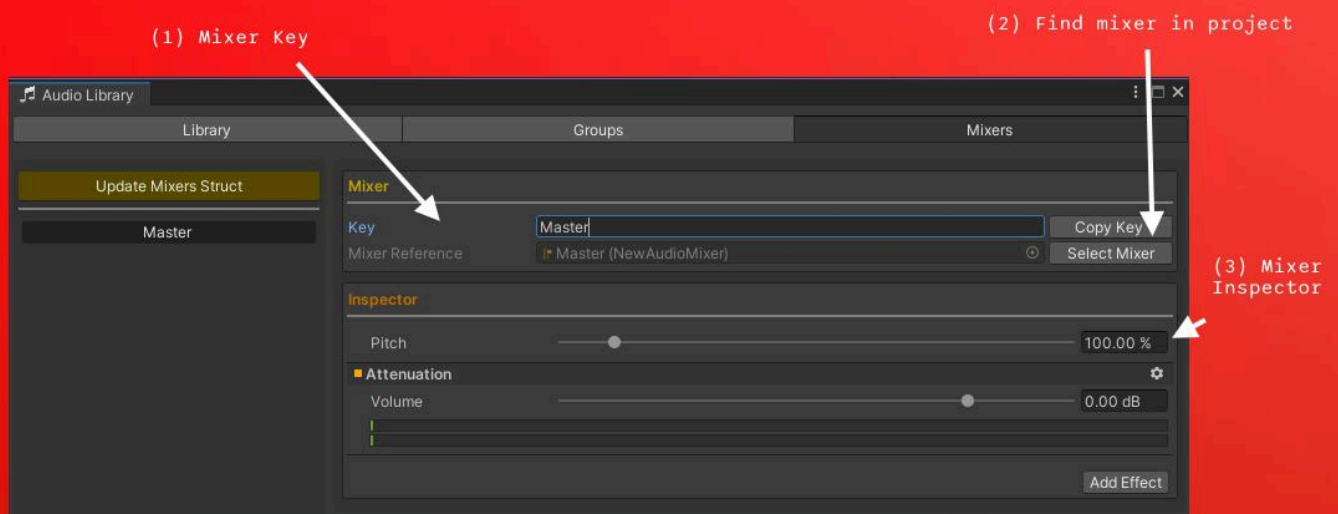 (1) Mixer Key
(2) Find mixer in project
Audio Library
Library Groups Mixers
Update Mixers Struct
Master
Mixer
Key Master Copy Key
Mixer Reference Master (NewAudioMixer) Select Mixer
(3) Mixer
Inspector
Inspector
Pitch 100.00 %
Attenuation
Volume 0.00 dB
Add Effect